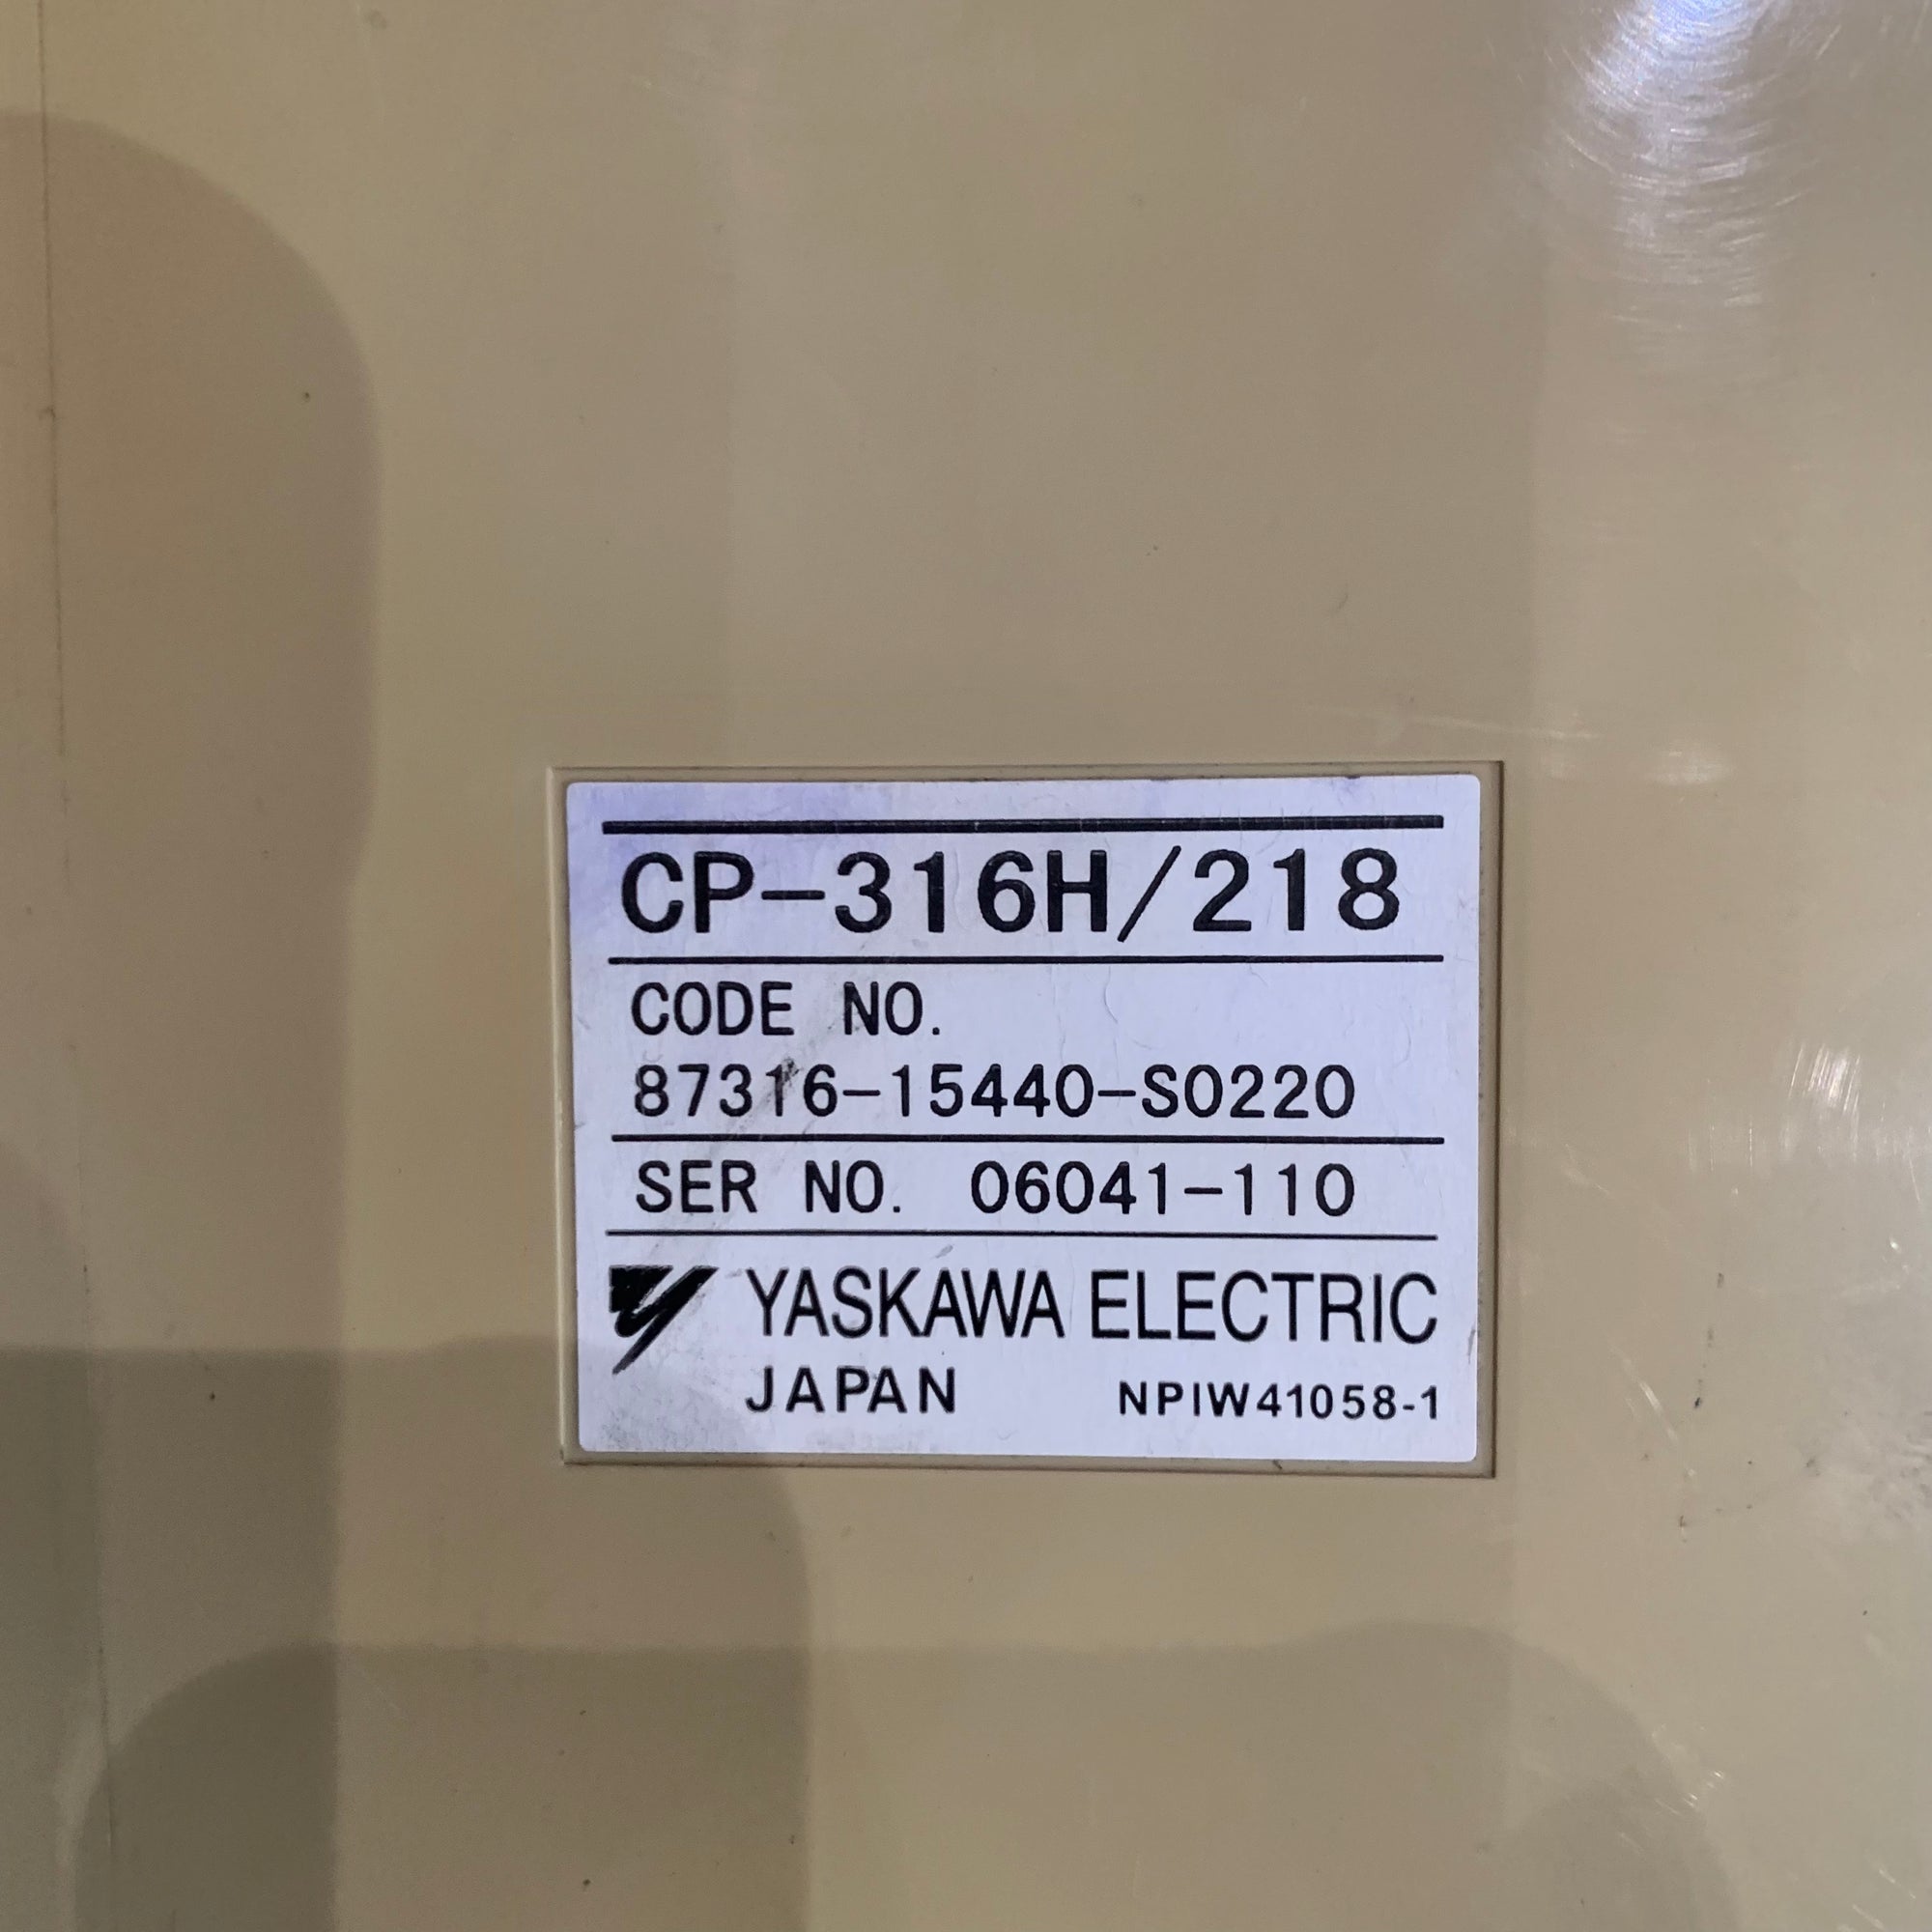 CP-316H/218
CODE NO.
87316-15440-S0220
SER NO. 06041-110
YASKAWA ELECTRIC
JAPAN NPIW41058-1